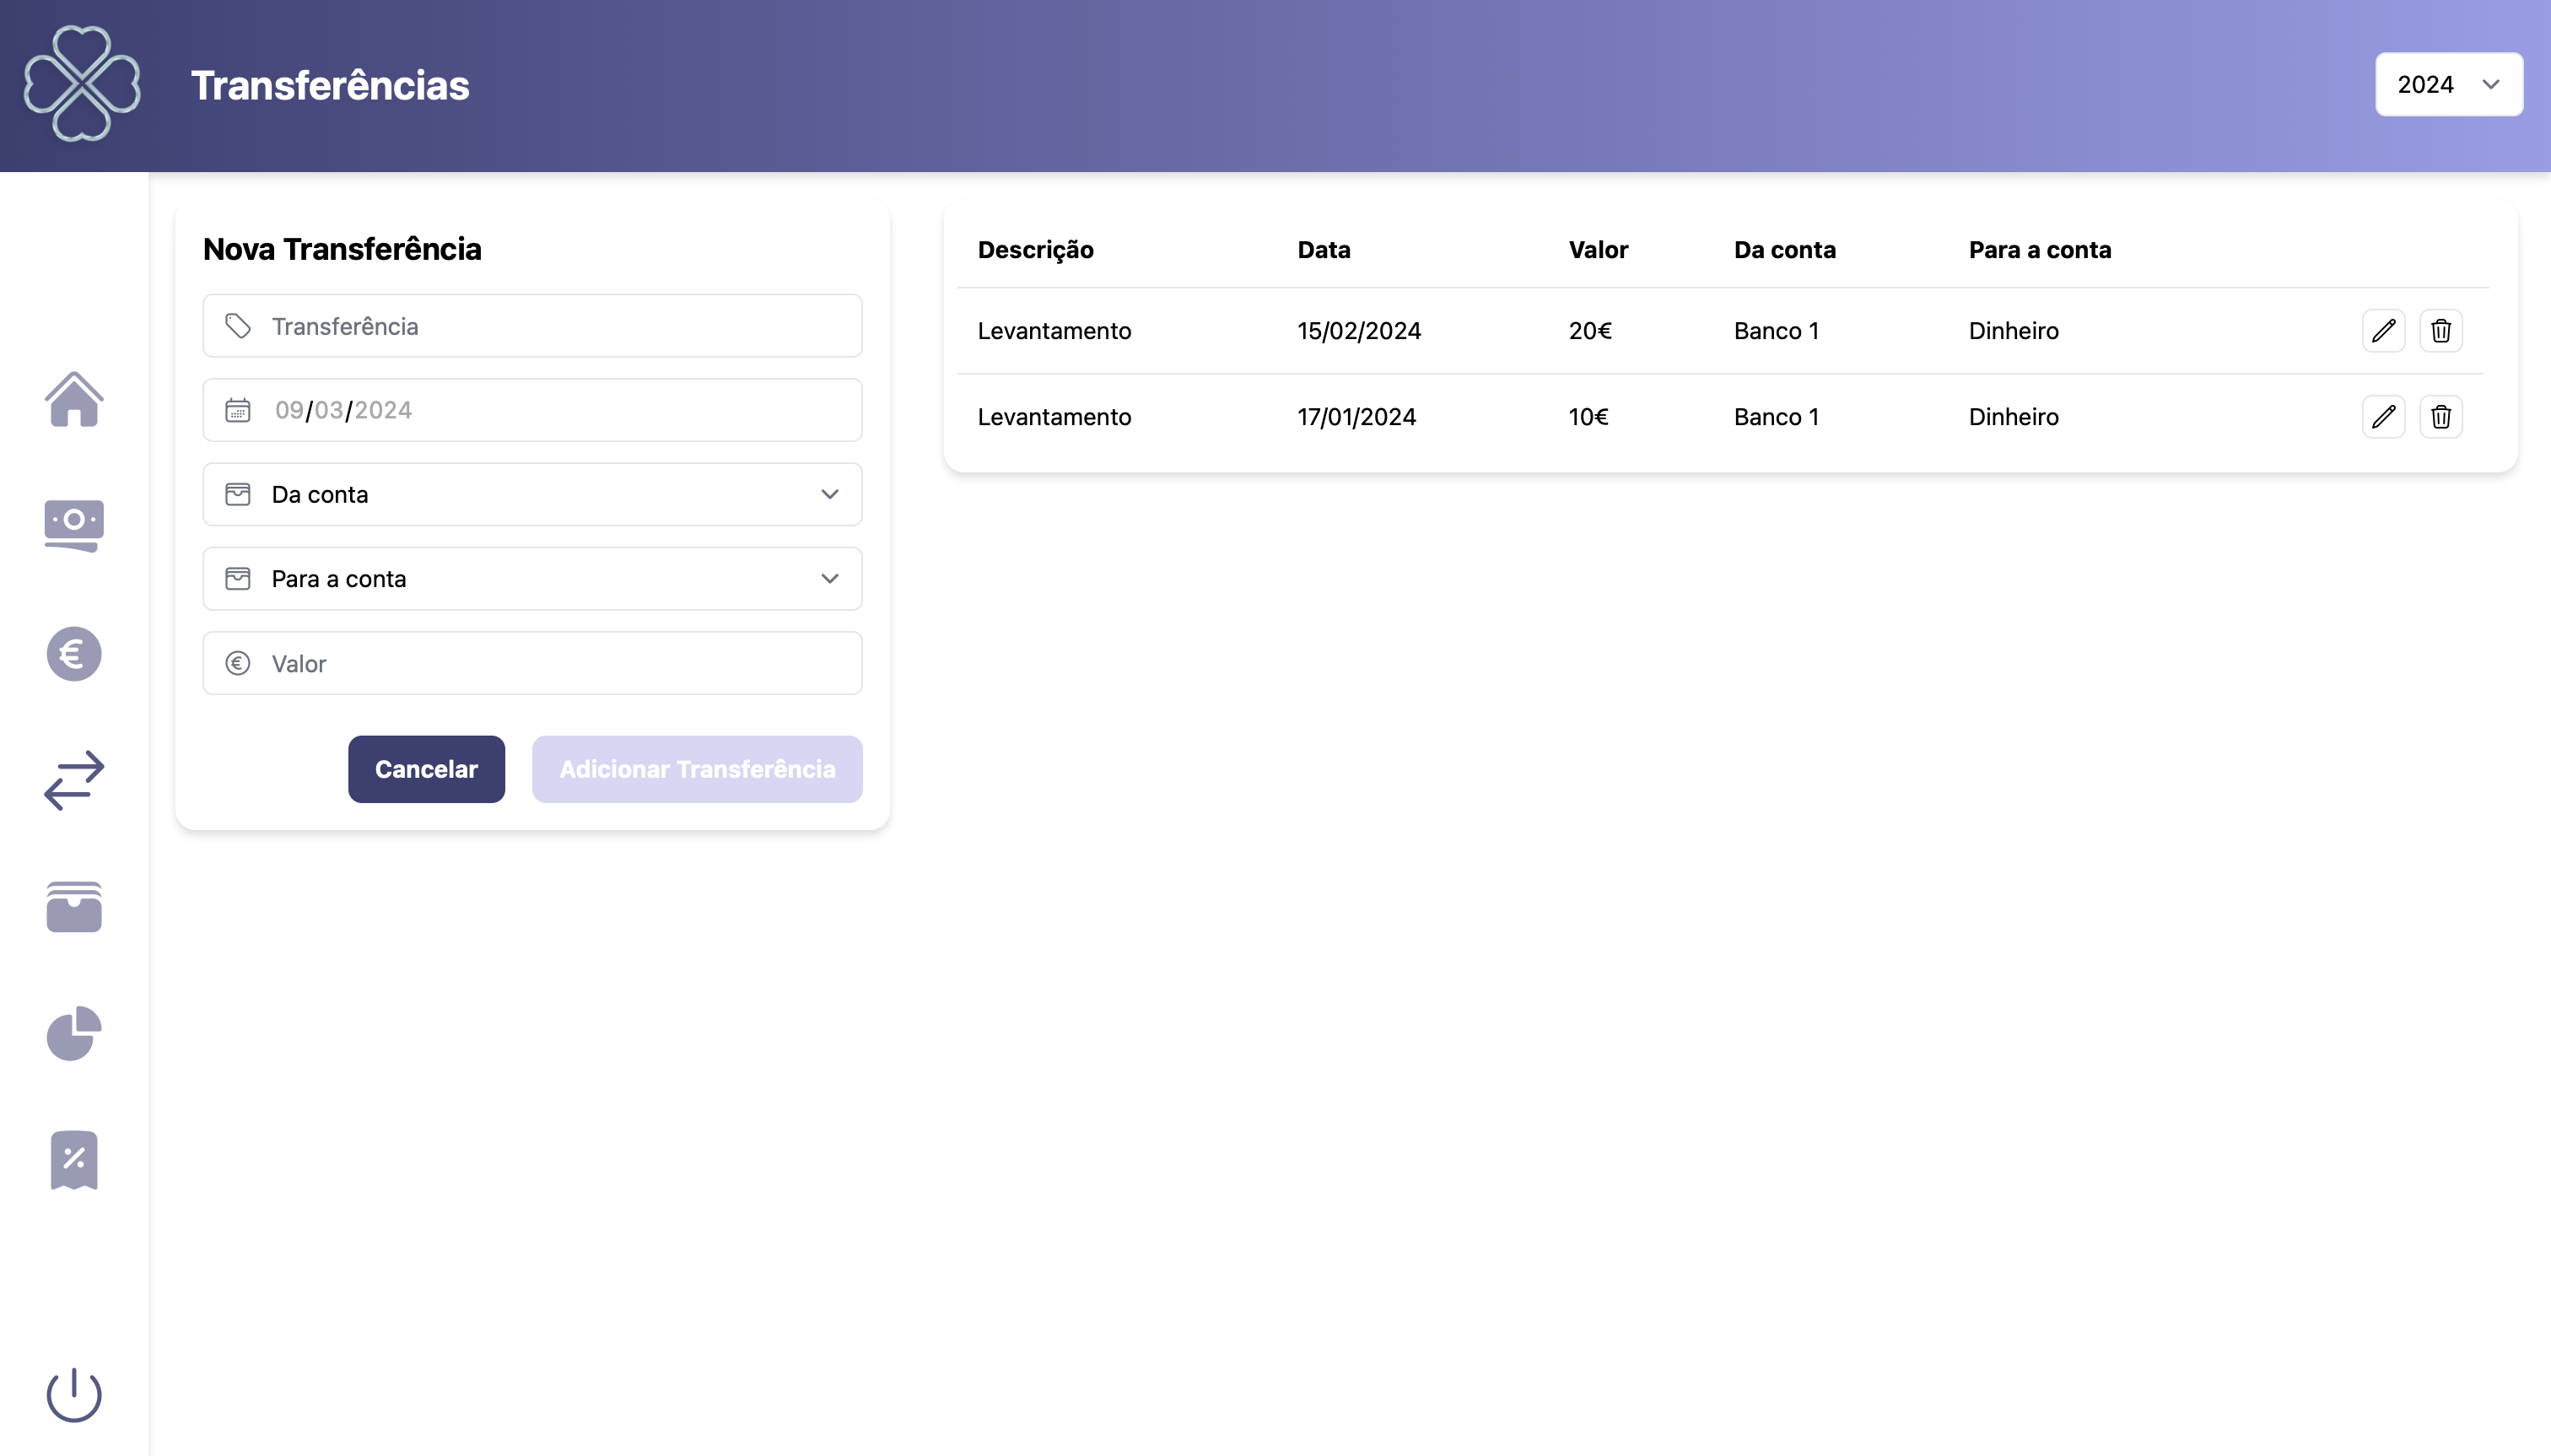 Transferências
2024
Nova Transferência
Transferência
09/03/2024
Da conta
Para a conta
Valor
Cancelar Adicionar Transferência
Descrição Data Valor Da conta Para a conta
Levantamento 15/02/2024 20€ Banco 1 Dinheiro
Levantamento 17/01/2024 10€ Banco 1 Dinheiro